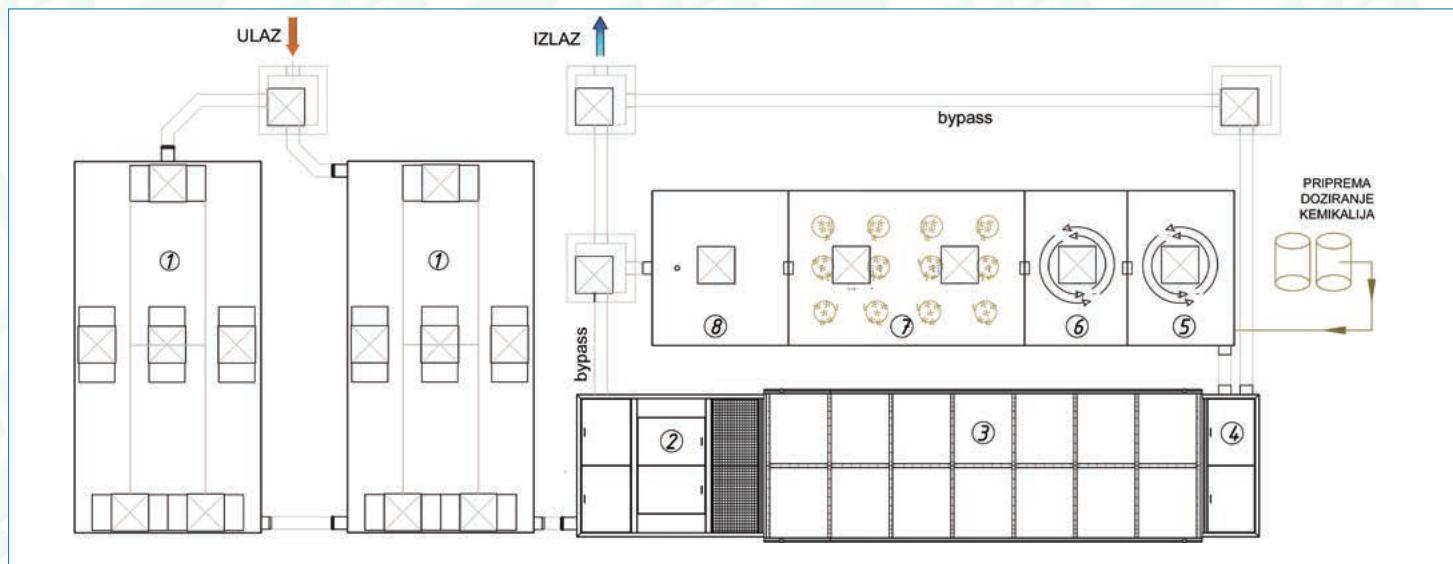 ULAZ
IZLAZ
bypass
PRIPREMA
DOZIRANJE
KEMIKALIJA
1
1
8
7
6
5
bypass
2
3
4